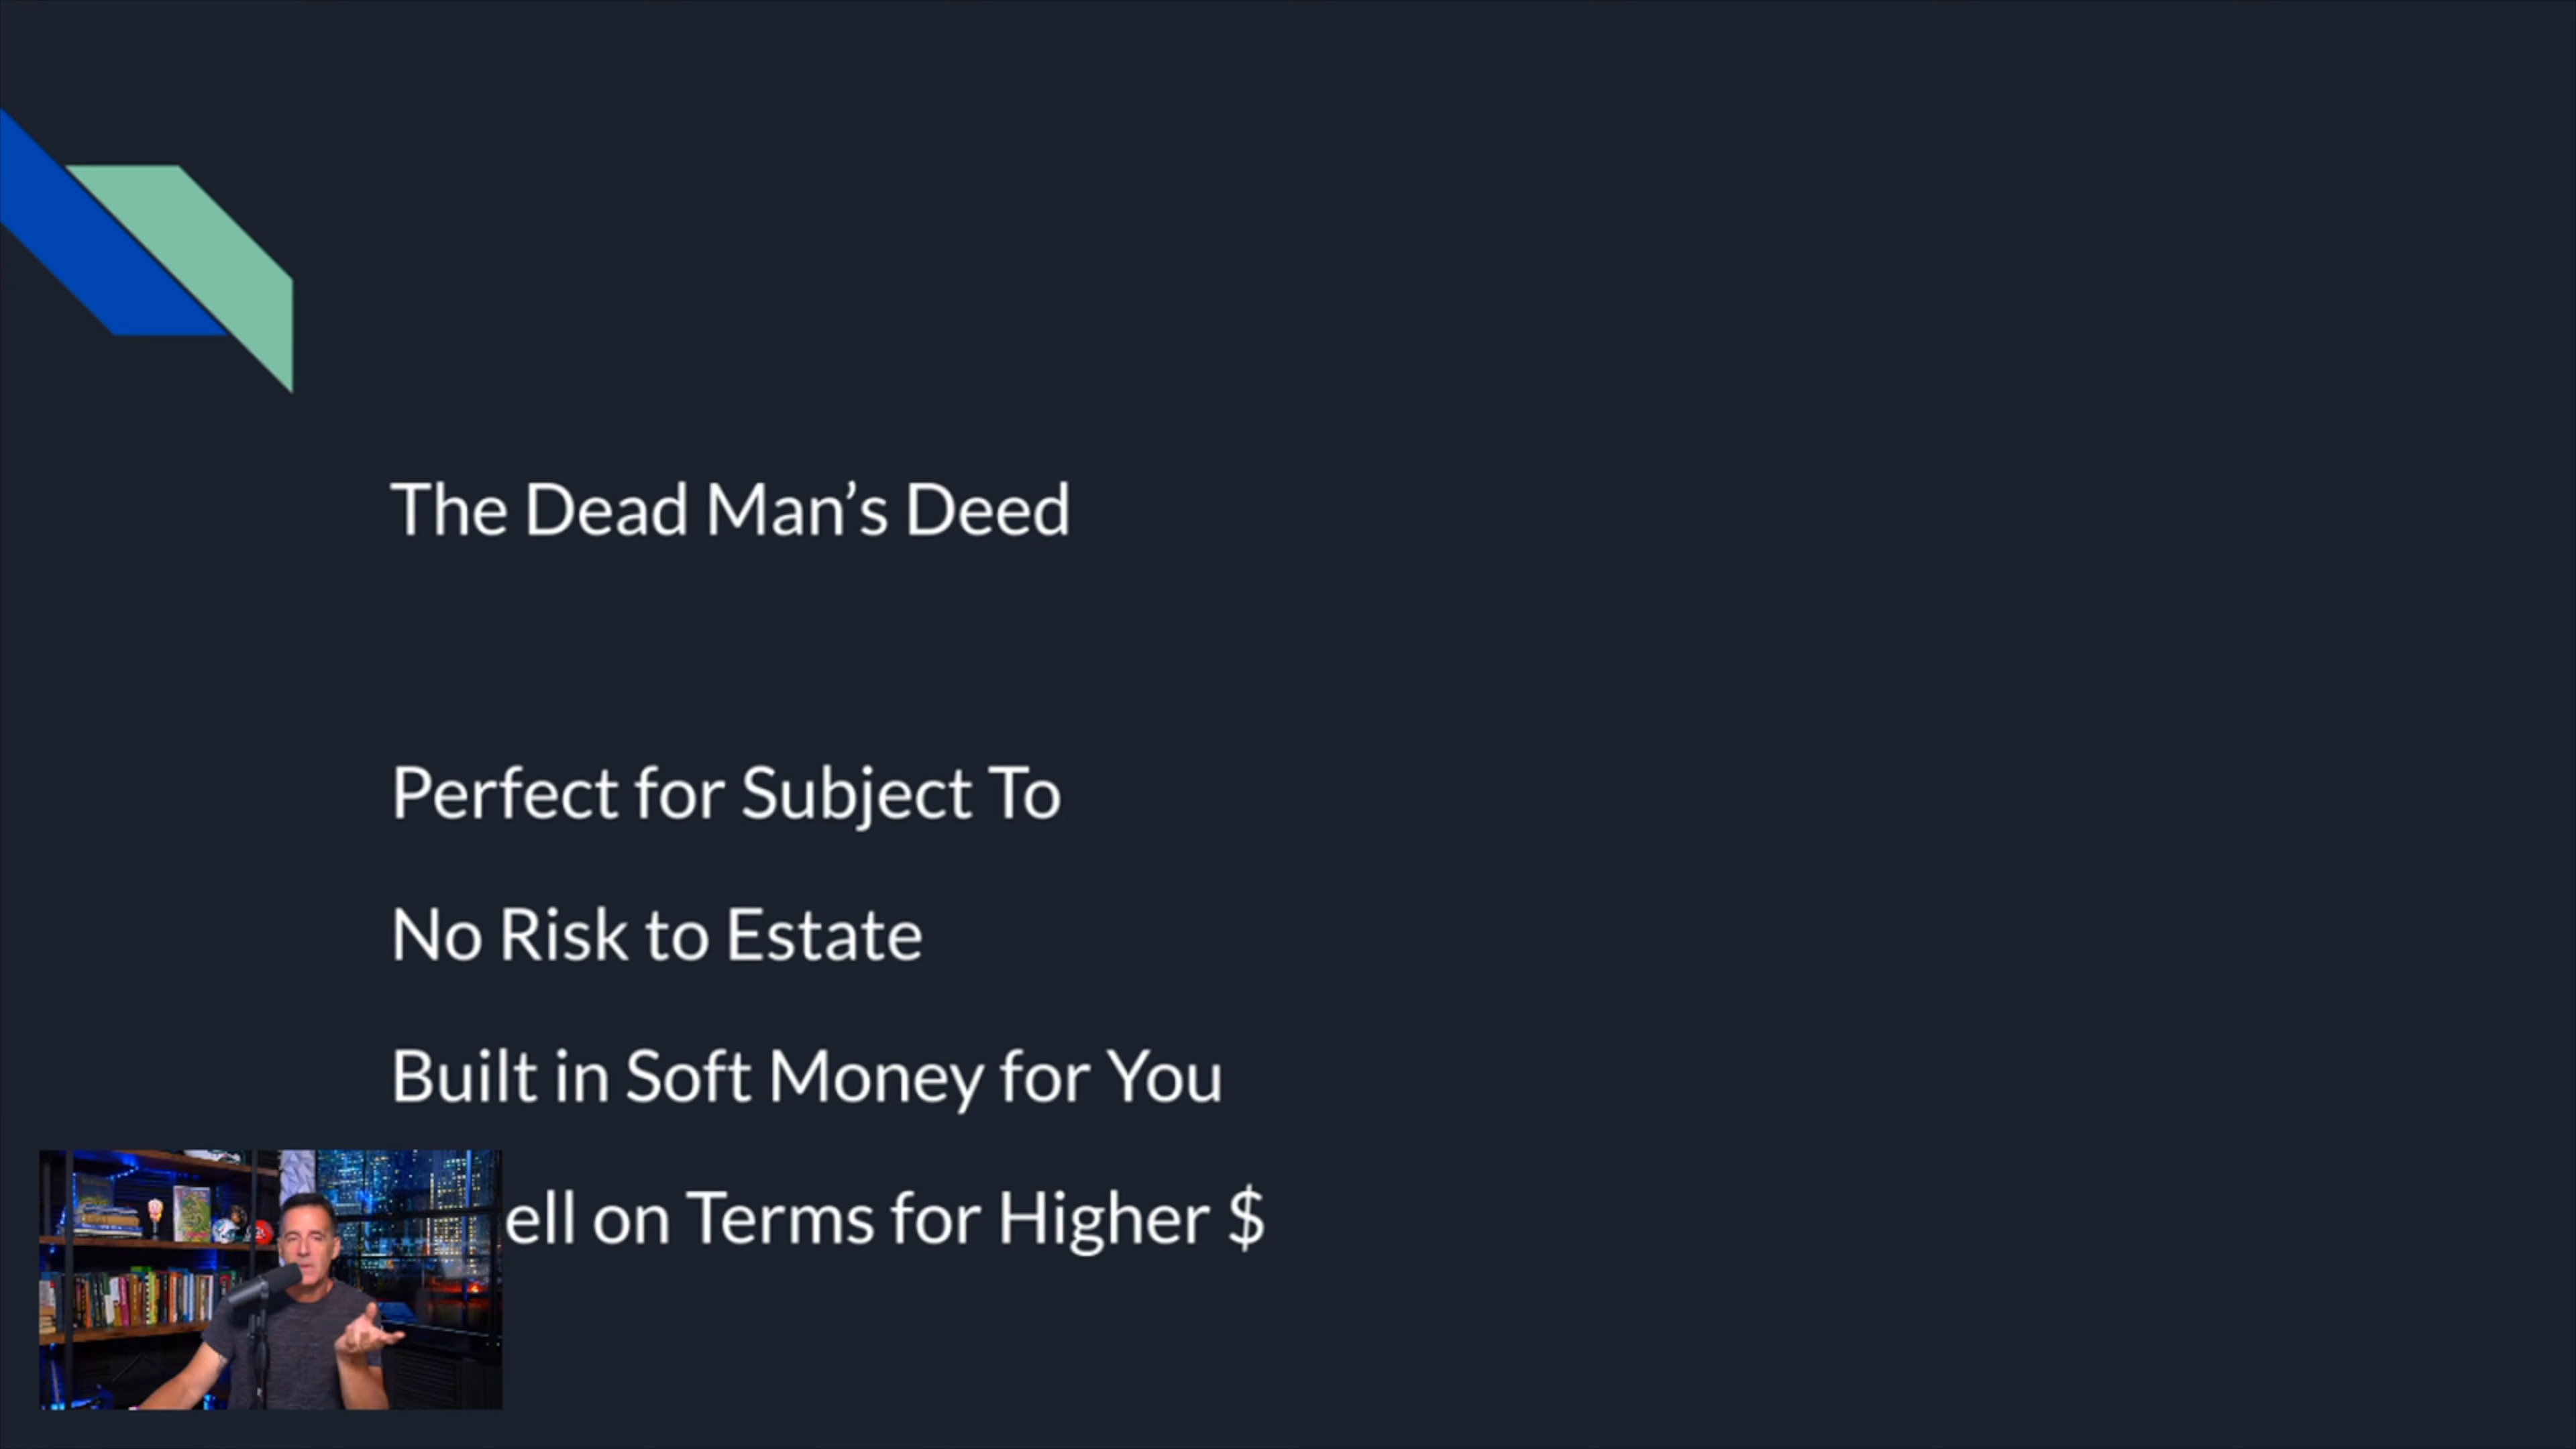 The Dead Man’s Deed
Perfect for Subject To
No Risk to Estate
Built in Soft Money for You
ell on Terms for Higher $